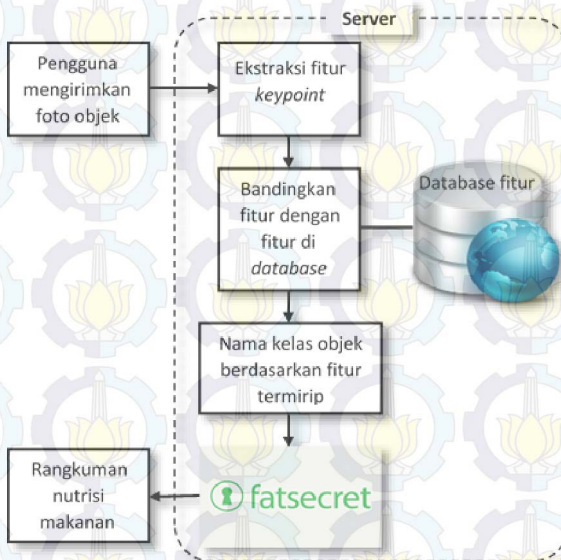 Server
Pengguna
mengirimkan
foto objek
Ekstraksi fitur
keypoint
Bandingkan
fitur dengan
fitur di
database
Database fitur
Nama kelas objek
berdasarkan fitur
termirip
fatsecret
Rangkuman
nutrisi
makanan